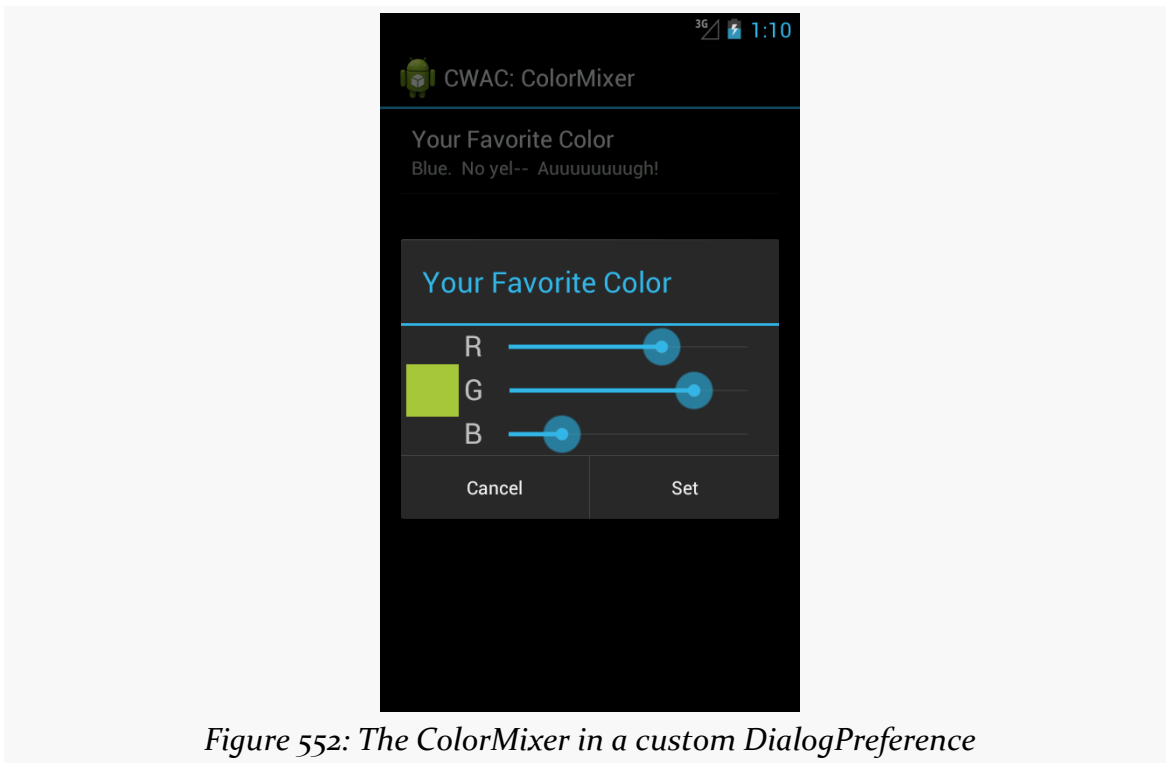 3G 1:10
CWAC: ColorMixer
Your Favorite Color
Blue.  No yel--  Auuuuuuuugh!
Your Favorite Color
R
G
B
Cancel Set
Figure 552: The ColorMixer in a custom DialogPreference